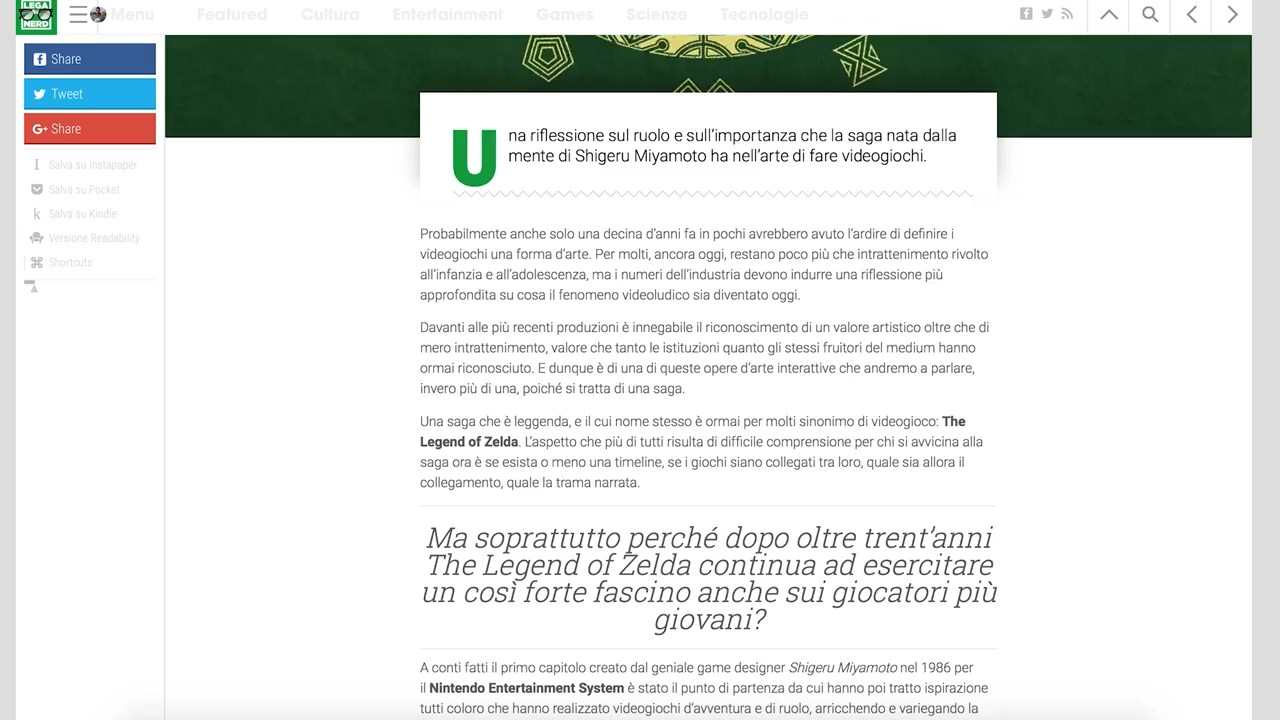 LEGA
NERD
Menu
Featured
Cultura
Entertainment
Games
Scienze
Tecnologie
Share
Tweet
G+ Share
Salva su Instapaper
Salva su Pocket
k Salva su Kindle
Versione Readability
Shortcuts
Una riflessione sul ruolo e sull’importanza che la saga nata dalla
mente di Shigeru Miyamoto ha nell’arte di fare videogiochi.
Probabilmente anche solo una decina d’anni fa in pochi avrebbero avuto l’ardire di definire i
videogiochi una forma d’arte. Per molti, ancora oggi, restano poco più che intrattenimento rivolto
all’infanzia e all’adolescenza, ma i numeri dell’industria devono indurre una riflessione più
approfondita su cosa il fenomeno videoludico sia diventato oggi.
Davanti alle più recenti produzioni è innegabile il riconoscimento di un valore artistico oltre che di
mero intrattenimento, valore che tanto le istituzioni quanto gli stessi fruitori del medium hanno
ormai riconosciuto. E dunque è di una di queste opere d’arte interattive che andremo a parlare,
invero più di una, poiché si tratta di una saga.
Una saga che è leggenda, e il cui nome stesso è ormai per molti sinonimo di videogioco: The
Legend of Zelda. L’aspetto che più di tutti risulta di difficile comprensione per chi si avvicina alla
saga ora è se esista o meno una timeline, se i giochi siano collegati tra loro, quale sia allora il
collegamento, quale la trama narrata.
Ma soprattutto perché dopo oltre trent’anni
The Legend of Zelda continua ad esercitare
un così forte fascino anche sui giocatori più
giovani?
A conti fatti il primo capitolo creato dal geniale game designer Shigeru Miyamoto nel 1986 per
il Nintendo Entertainment System è stato il punto di partenza da cui hanno poi tratto ispirazione
tutti coloro che hanno realizzato videogiochi d’avventura e di ruolo, arricchendo e variegando la